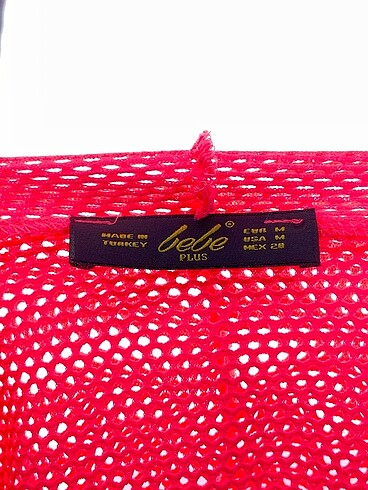 MADE IN
TURKEY
bebe®
PLUS
EUR M
USA M
MEX 28